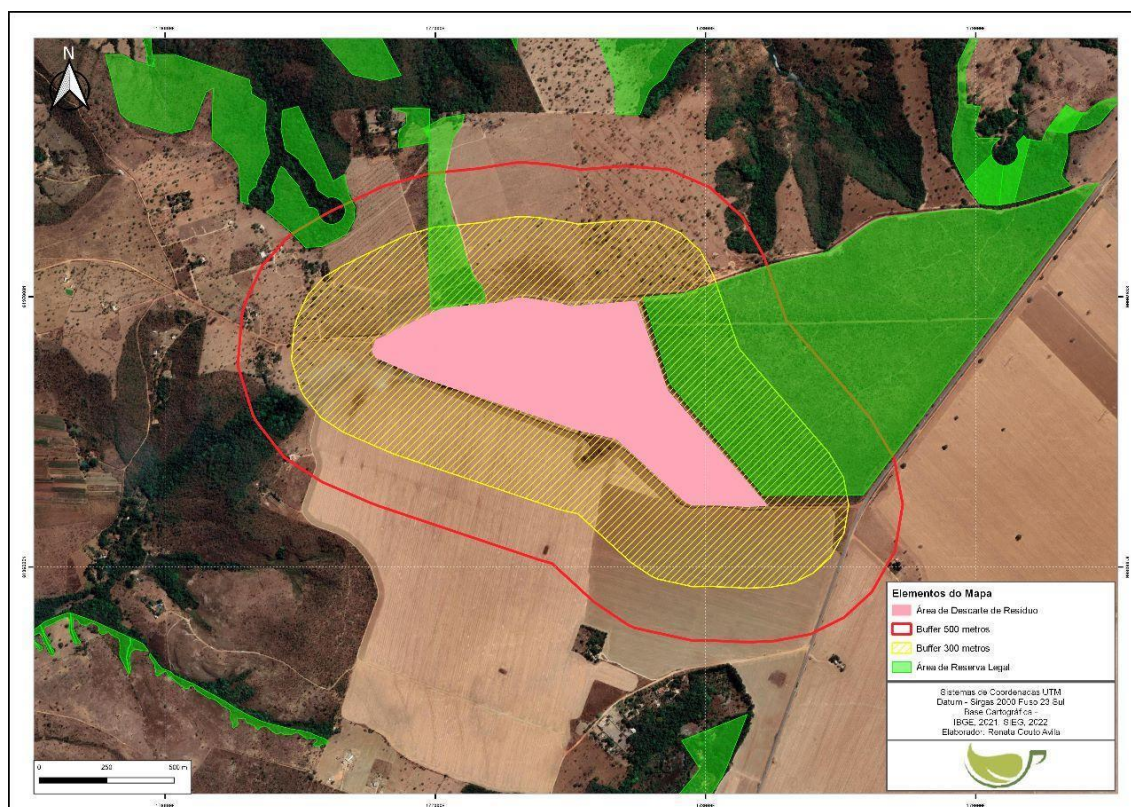 N
Elementos do Mapa
Área de Descarte de Resíduo
Buffer 500 metros
Buffer 300 metros
Área de Reserva Legal
Sistemas de Coordenadas UTM
Datum - Sirgas 2000 Fuso 23 Sul
Base Cartográfica -
IBGE, 2021, SIEG, 2022
Elaborador: Renata Couto Avila
0 250 500 m